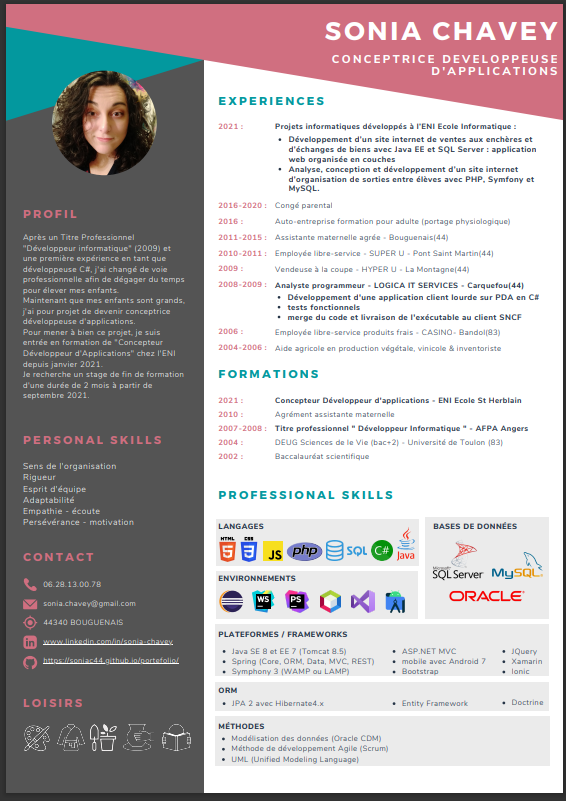 SONIA CHAVEY
CONCEPTRICE DEVELOPPEUSE
D'APPLICATIONS
PROFIL
Après un Titre Professionnel
"Développeur informatique" (2009) et
une première expérience en tant que
développeuse C#, j'ai changé de voie
professionnelle afin de dégager du temps
pour élever mes enfants.
Maintenant que mes enfants sont grands,
j'ai pour projet de devenir conceptrice
développeuse d'applications.
Pour mener à bien ce projet, je suis
entrée en formation de "Concepteur
Développeur d'Applications" chez l'ENI
depuis janvier 2021.
Je recherche un stage de fin de formation
d'une durée de 2 mois à partir de
septembre 2021.
PERSONAL SKILLS
Sens de l'organisation
Rigueur
Esprit d'équipe
Adaptabilité
Empathie - écoute
Persévérance - motivation
CONTACT
06.28.13.00.78
sonia.chavey@gmail.com
44340 BOUGUENAIS
in www.linkedin.com/in/sonia-chavey
https://soniac44.github.io/portefolio/
LOISIRS
EXPERIENCES
2021 : Projets informatiques développés à l'ENI Ecole Informatique :
• Développement d'un site internet de ventes aux enchères et
d'échanges de biens avec Java EE et SQL Server : application
web organisée en couches
• Analyse, conception et développement d'un site internet
d'organisation de sorties entre élèves avec PHP, Symfony et
MySQL.
2016-2020 : Congé parental
2016 : Auto-entreprise formation pour adulte (portage physiologique)
2011-2015 : Assistante maternelle agrée - Bouguenais(44)
2010-2011 : Employée libre-service - SUPER U - Pont Saint Martin(44)
2009 : Vendeuse à la coupe - HYPER U - La Montagne(44)
2008-2009 : Analyste programmeur - LOGICA IT SERVICES - Carquefou(44)
• Développement d'une application client lourde sur PDA en C#
• tests fonctionnels
• merge du code et livraison de l'exécutable au client SNCF
2006 : Employée libre-service produits frais - CASINO- Bandol(83)
2004-2006 : Aide agricole en production végétale, vinicole & inventoriste
FORMATIONS
2021 : Concepteur Développeur d'applications - ENI Ecole St Herblain
2010 : Agrément assistante maternelle
2007-2008 : Titre professionnel " Développeur Informatique " - AFPA Angers
2004 : DEUG Sciences de le Vie (bac+2) - Université de Toulon (83)
2002 : Baccalauréat scientifique
PROFESSIONAL SKILLS
LANGAGES
HTML 5 CSS 3 JS php SQL C# Java
BASES DE DONNÉES
Microsoft SQL Server MySQL
ORACLE
ENVIRONNEMENTS
WS PS
PLATEFORMES / FRAMEWORKS
• Java SE 8 et EE 7 (Tomcat 8.5) • ASP.NET MVC • JQuery
• Spring (Core, ORM, Data, MVC, REST) • mobile avec Android 7 • Xamarin
• Symphony 3 (WAMP ou LAMP) • Bootstrap • Ionic
ORM
• JPA 2 avec Hibernate4.x • Entity Framework • Doctrine
MÉTHODES
• Modélisation des données (Oracle CDM)
• Méthode de développement Agile (Scrum)
• UML (Unified Modeling Language)